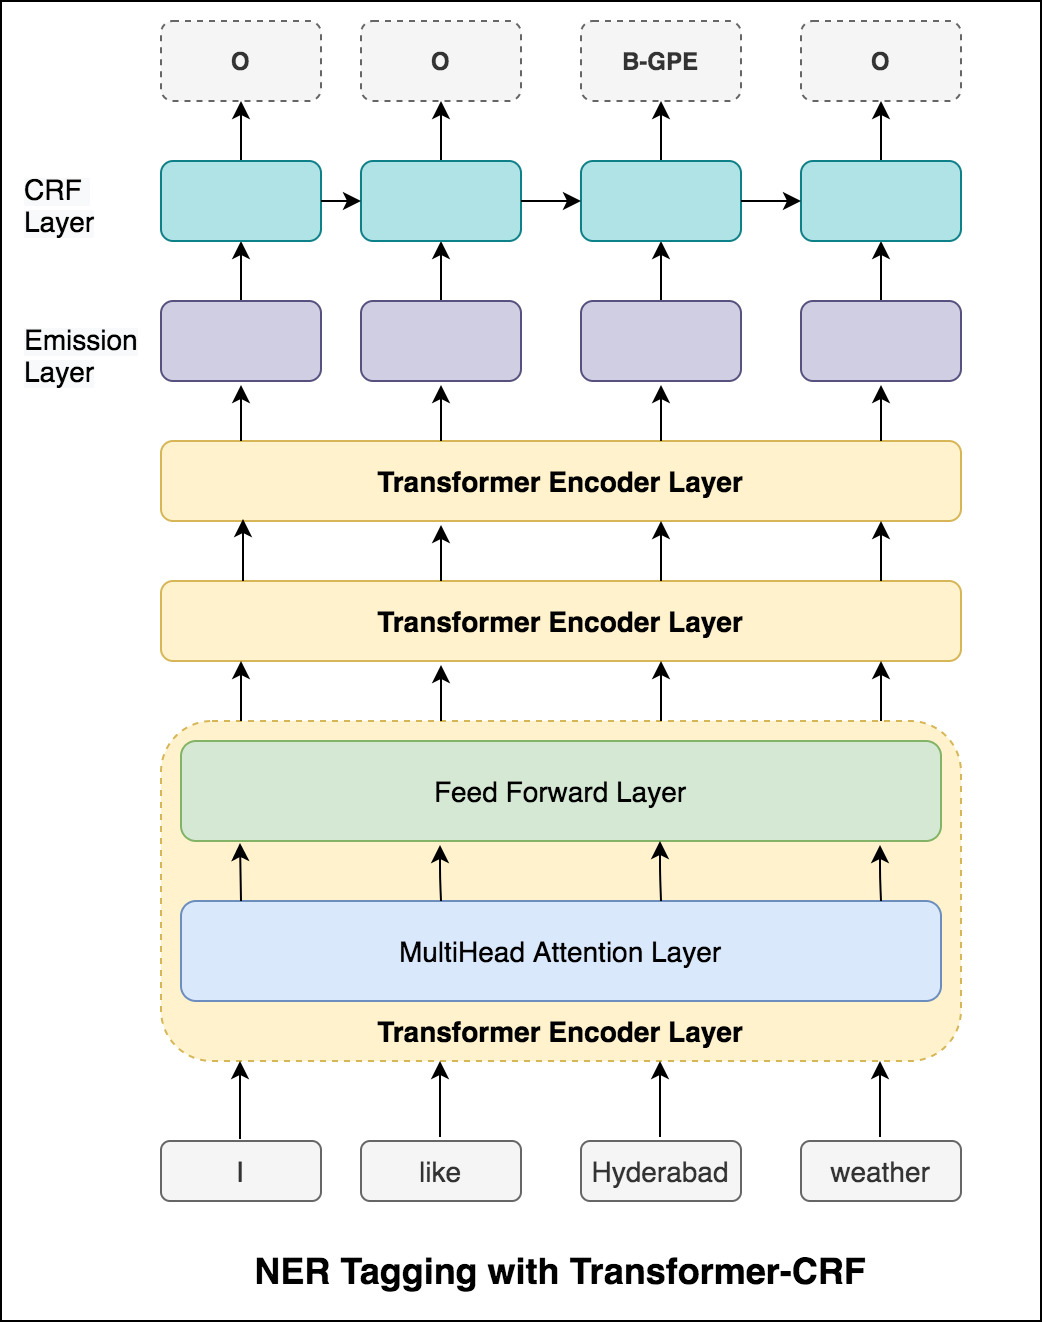 O O B-GPE O
CRF
Layer
Emission
Layer
Transformer Encoder Layer
Transformer Encoder Layer
Feed Forward Layer
MultiHead Attention Layer
Transformer Encoder Layer
I like Hyderabad weather
NER Tagging with Transformer-CRF